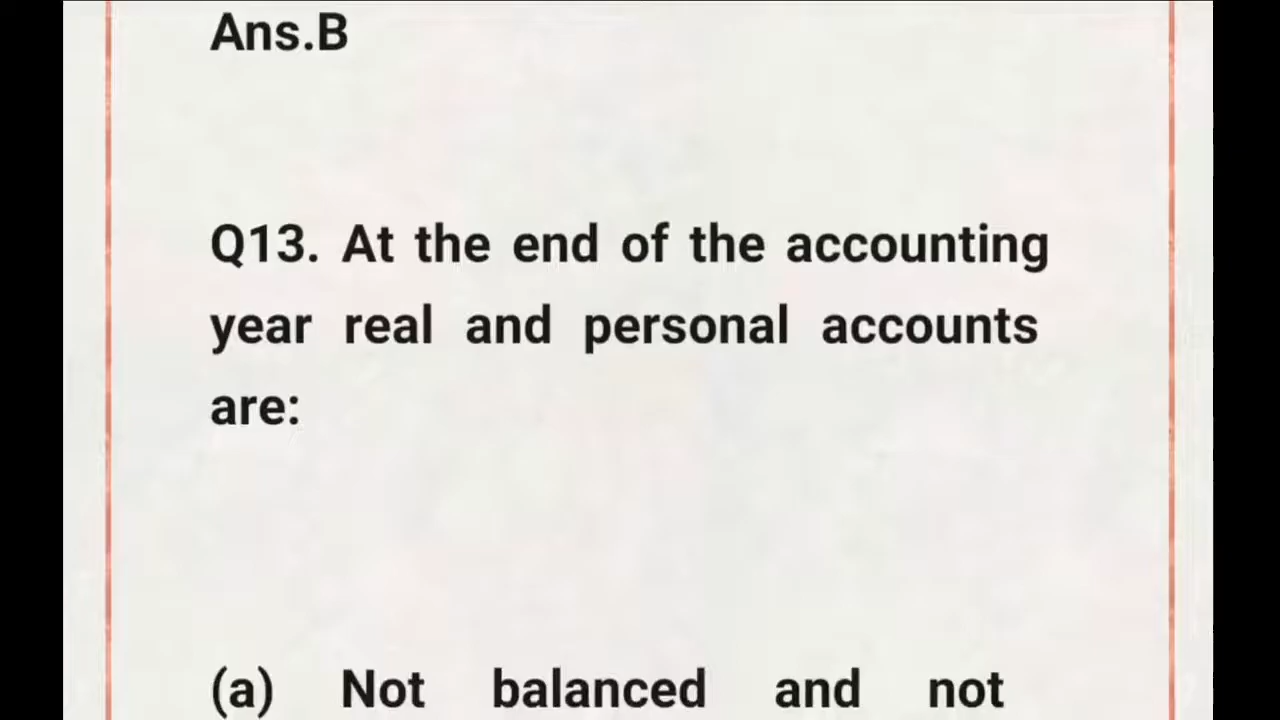 Ans.B
Q13. At the end of the accounting
year real and personal accounts
are:
(a) Not balanced and not